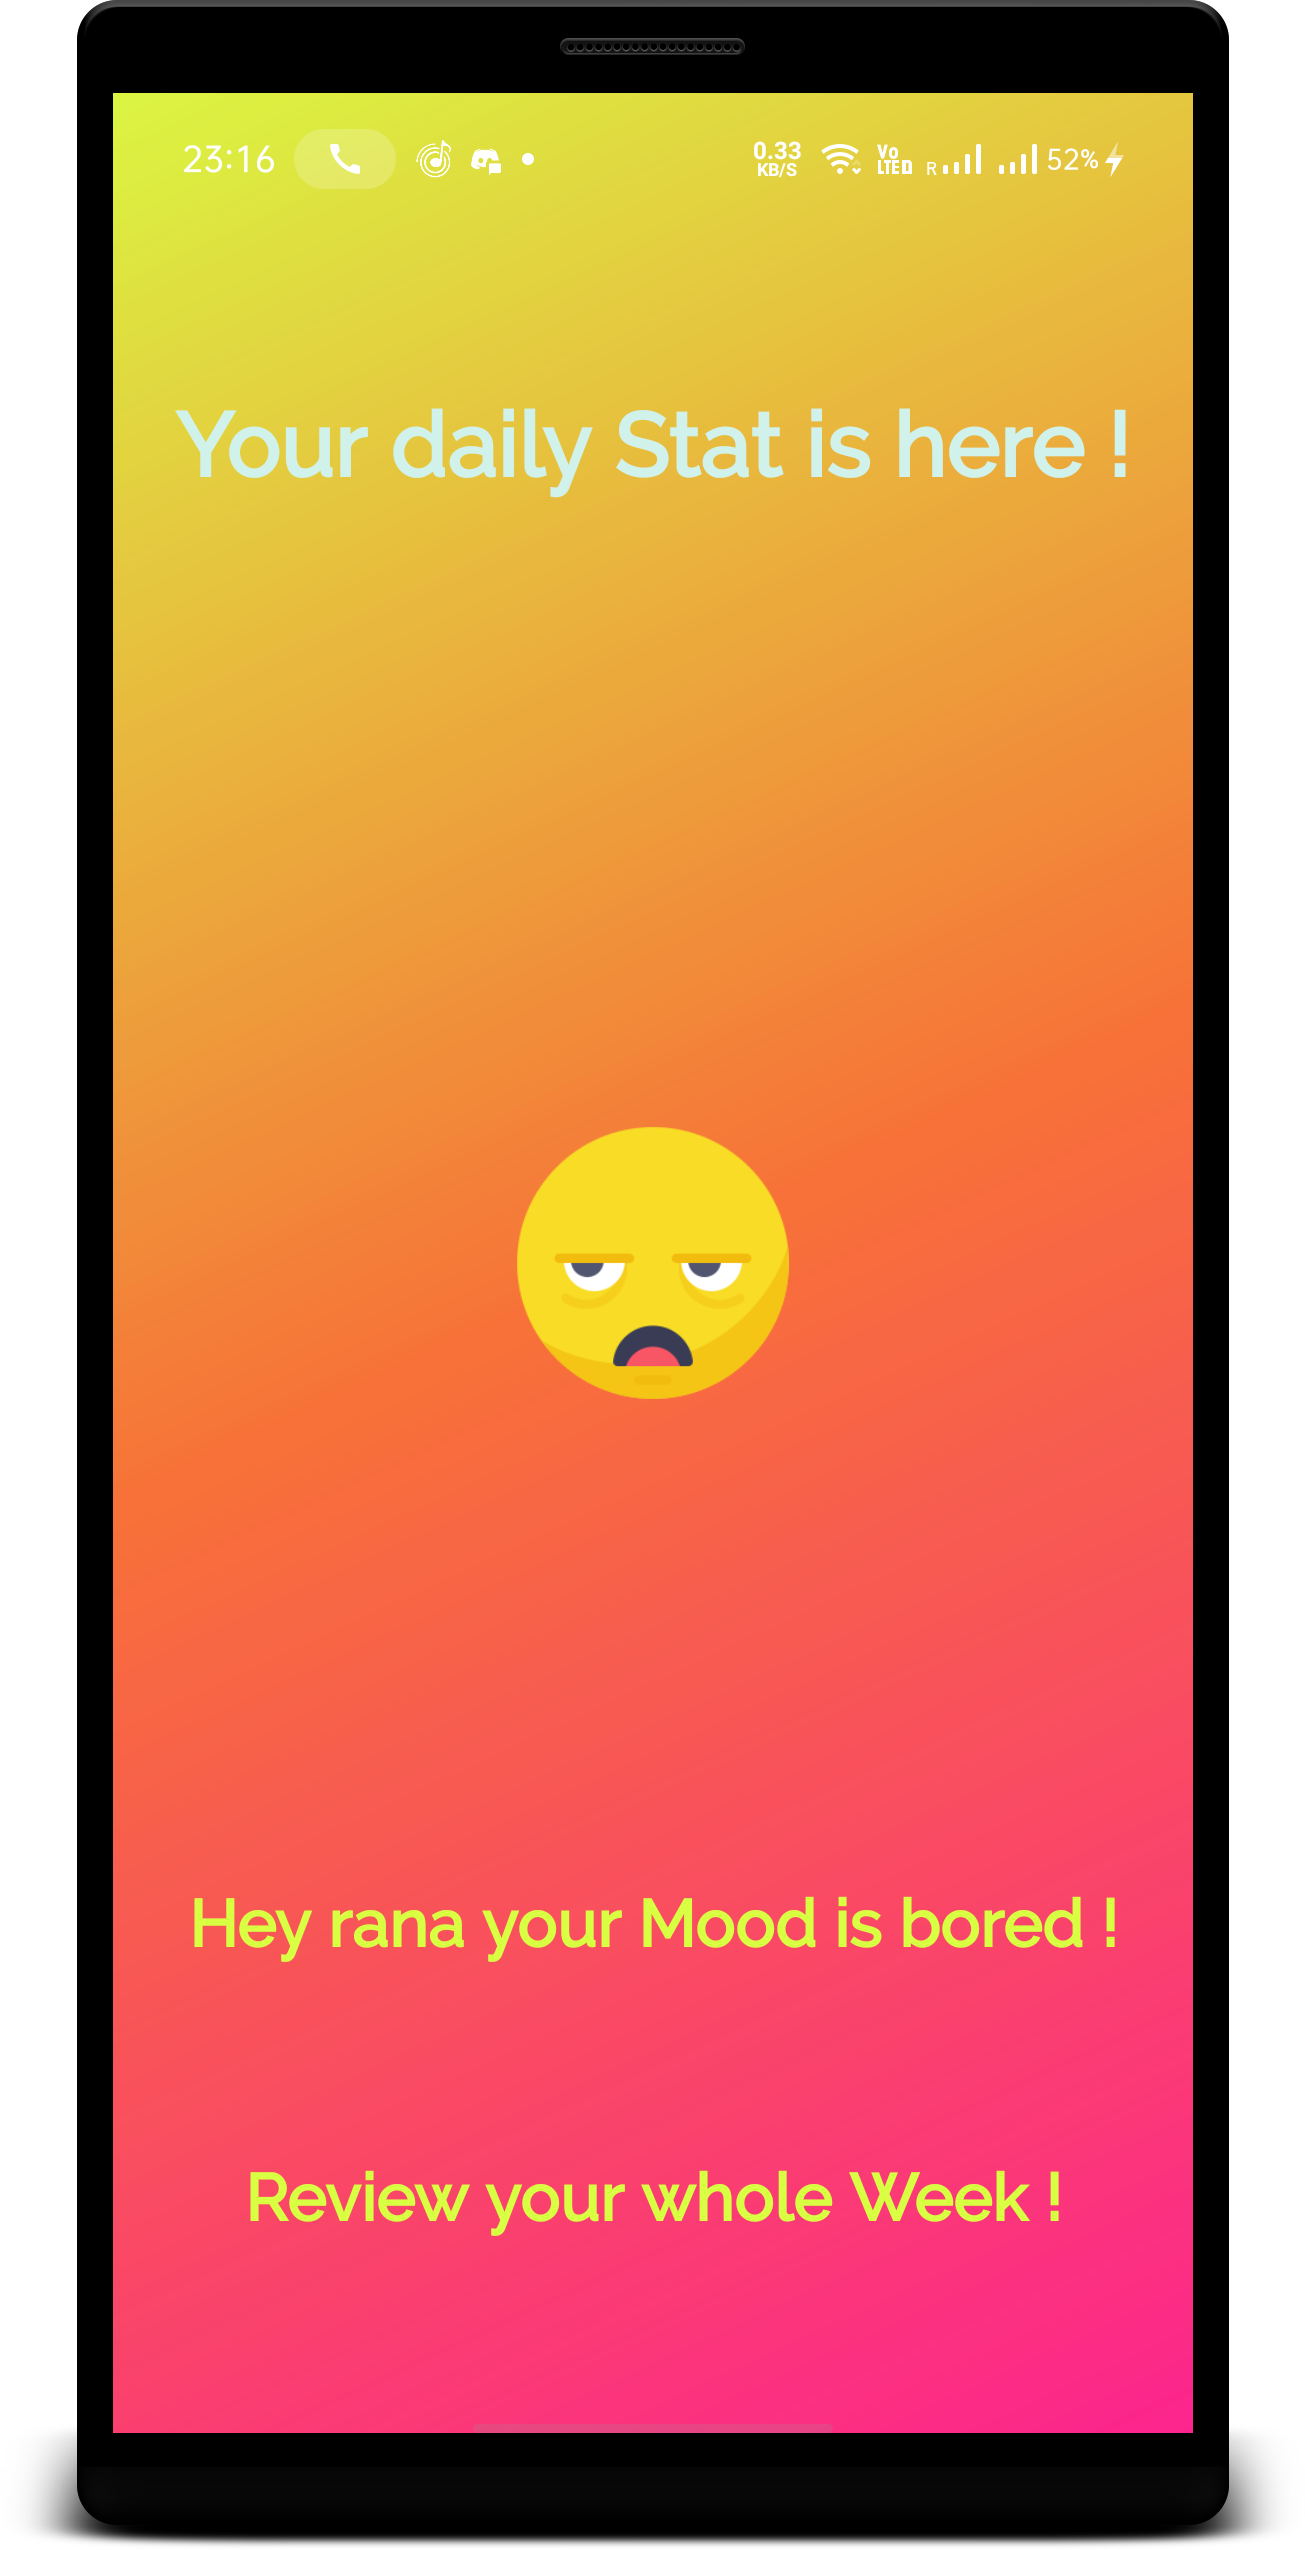 23:16 0.33 KB/S Vo LTED R 52%
Your daily Stat is here !
Hey rana your Mood is bored !
Review your whole Week !